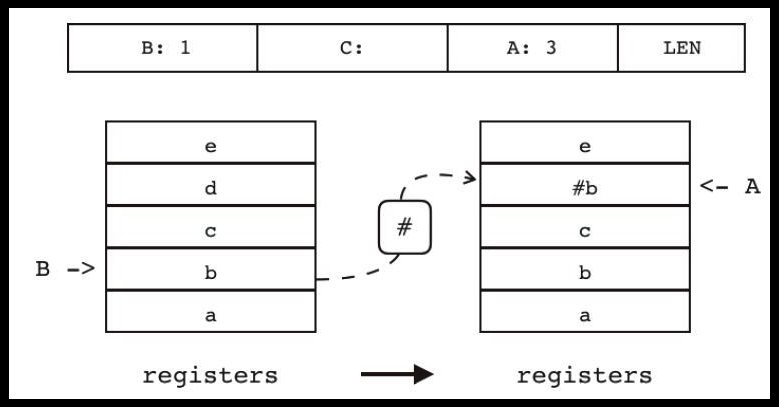 B: 1 C: A: 3 LEN
e e
d #b <- A
c # c
B -> b b
a a
registers registers